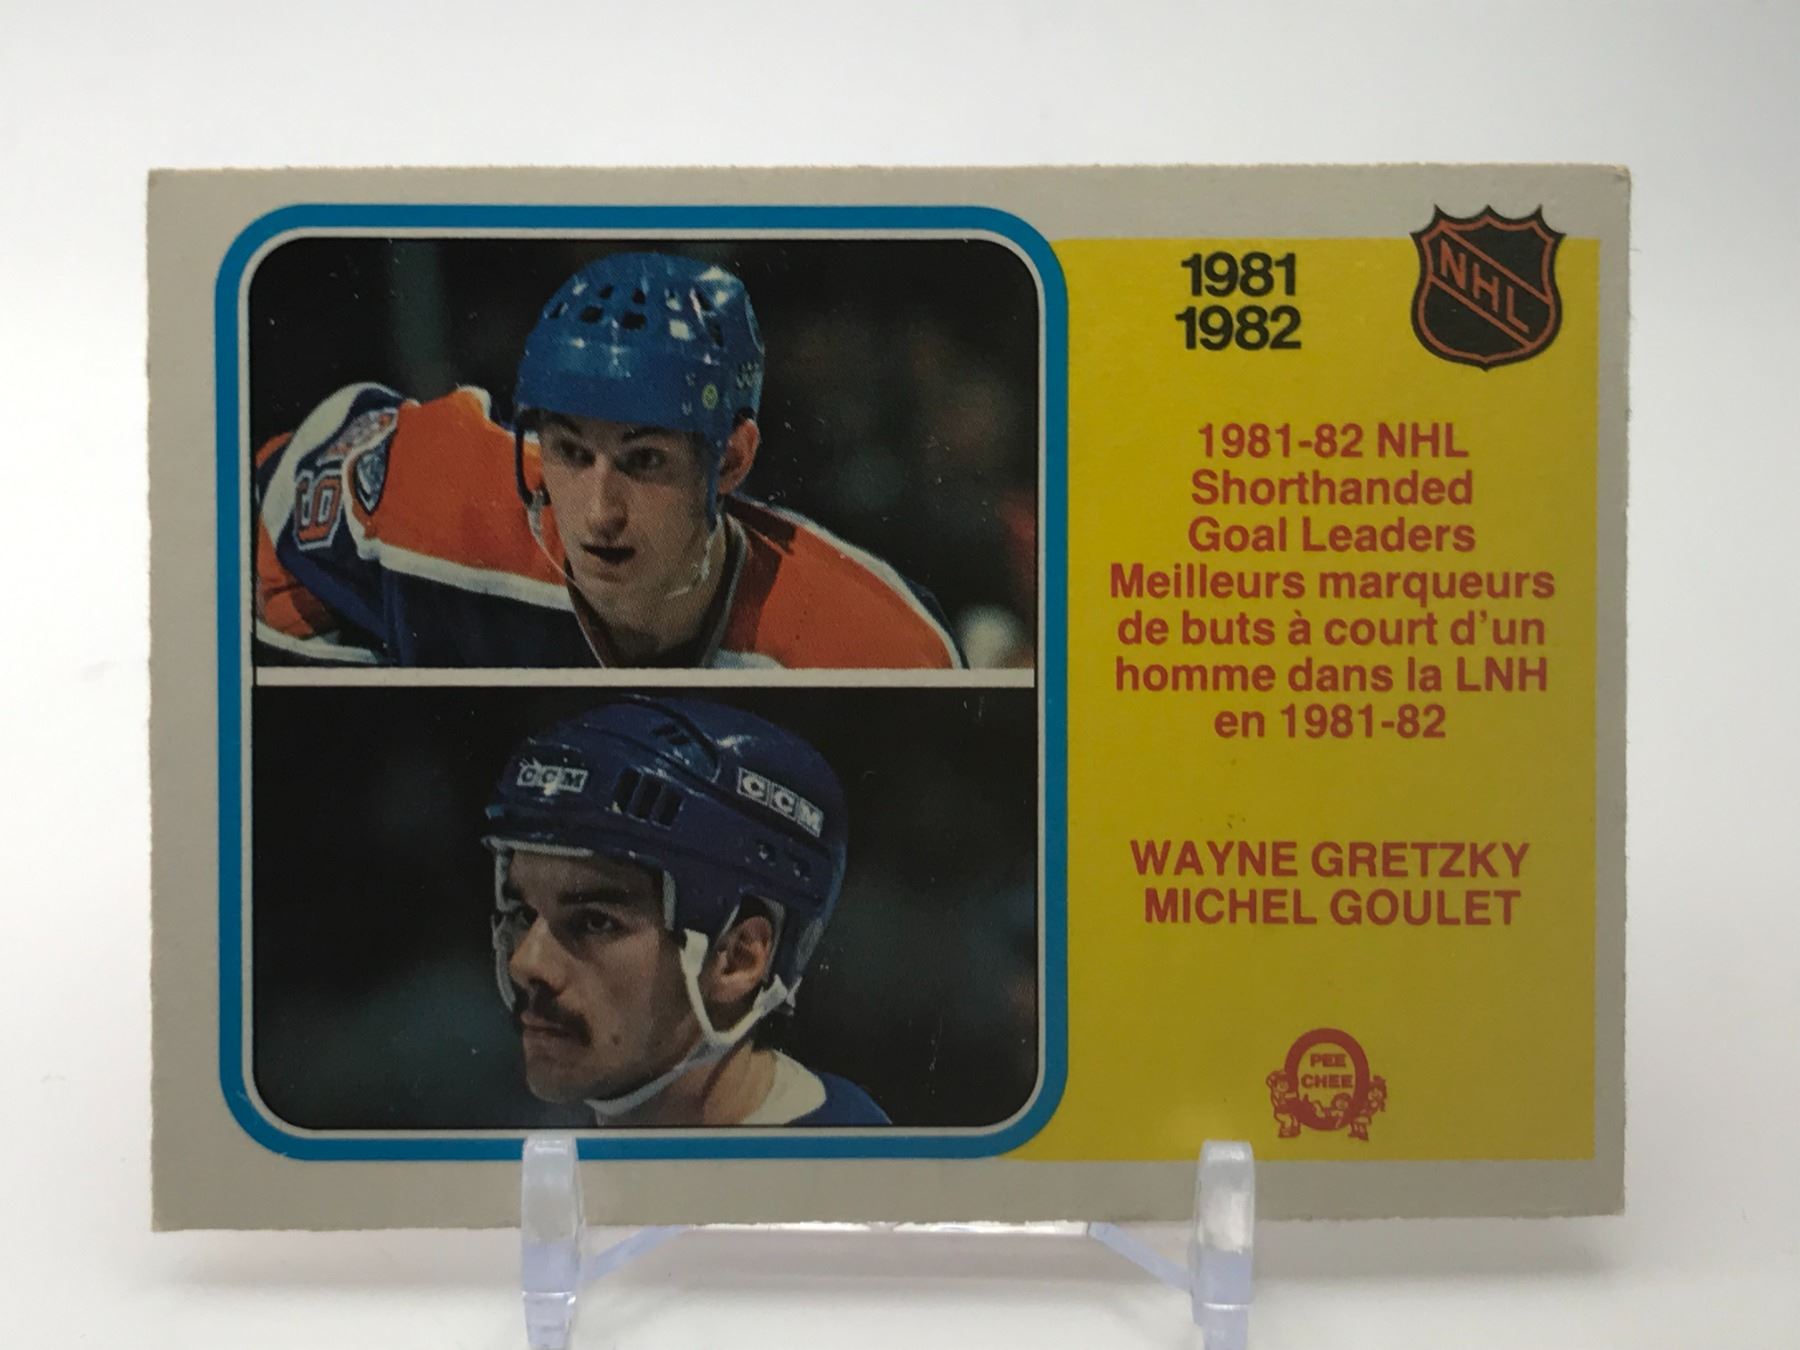 1981
1982
NHL
1981-82 NHL
Shorthanded
Goal Leaders
Meilleurs marqueurs
de buts à court d'un
homme dans la LNH
en 1981-82
WAYNE GRETZKY
MICHEL GOULET
PEE
CHEE
CCM
CCM